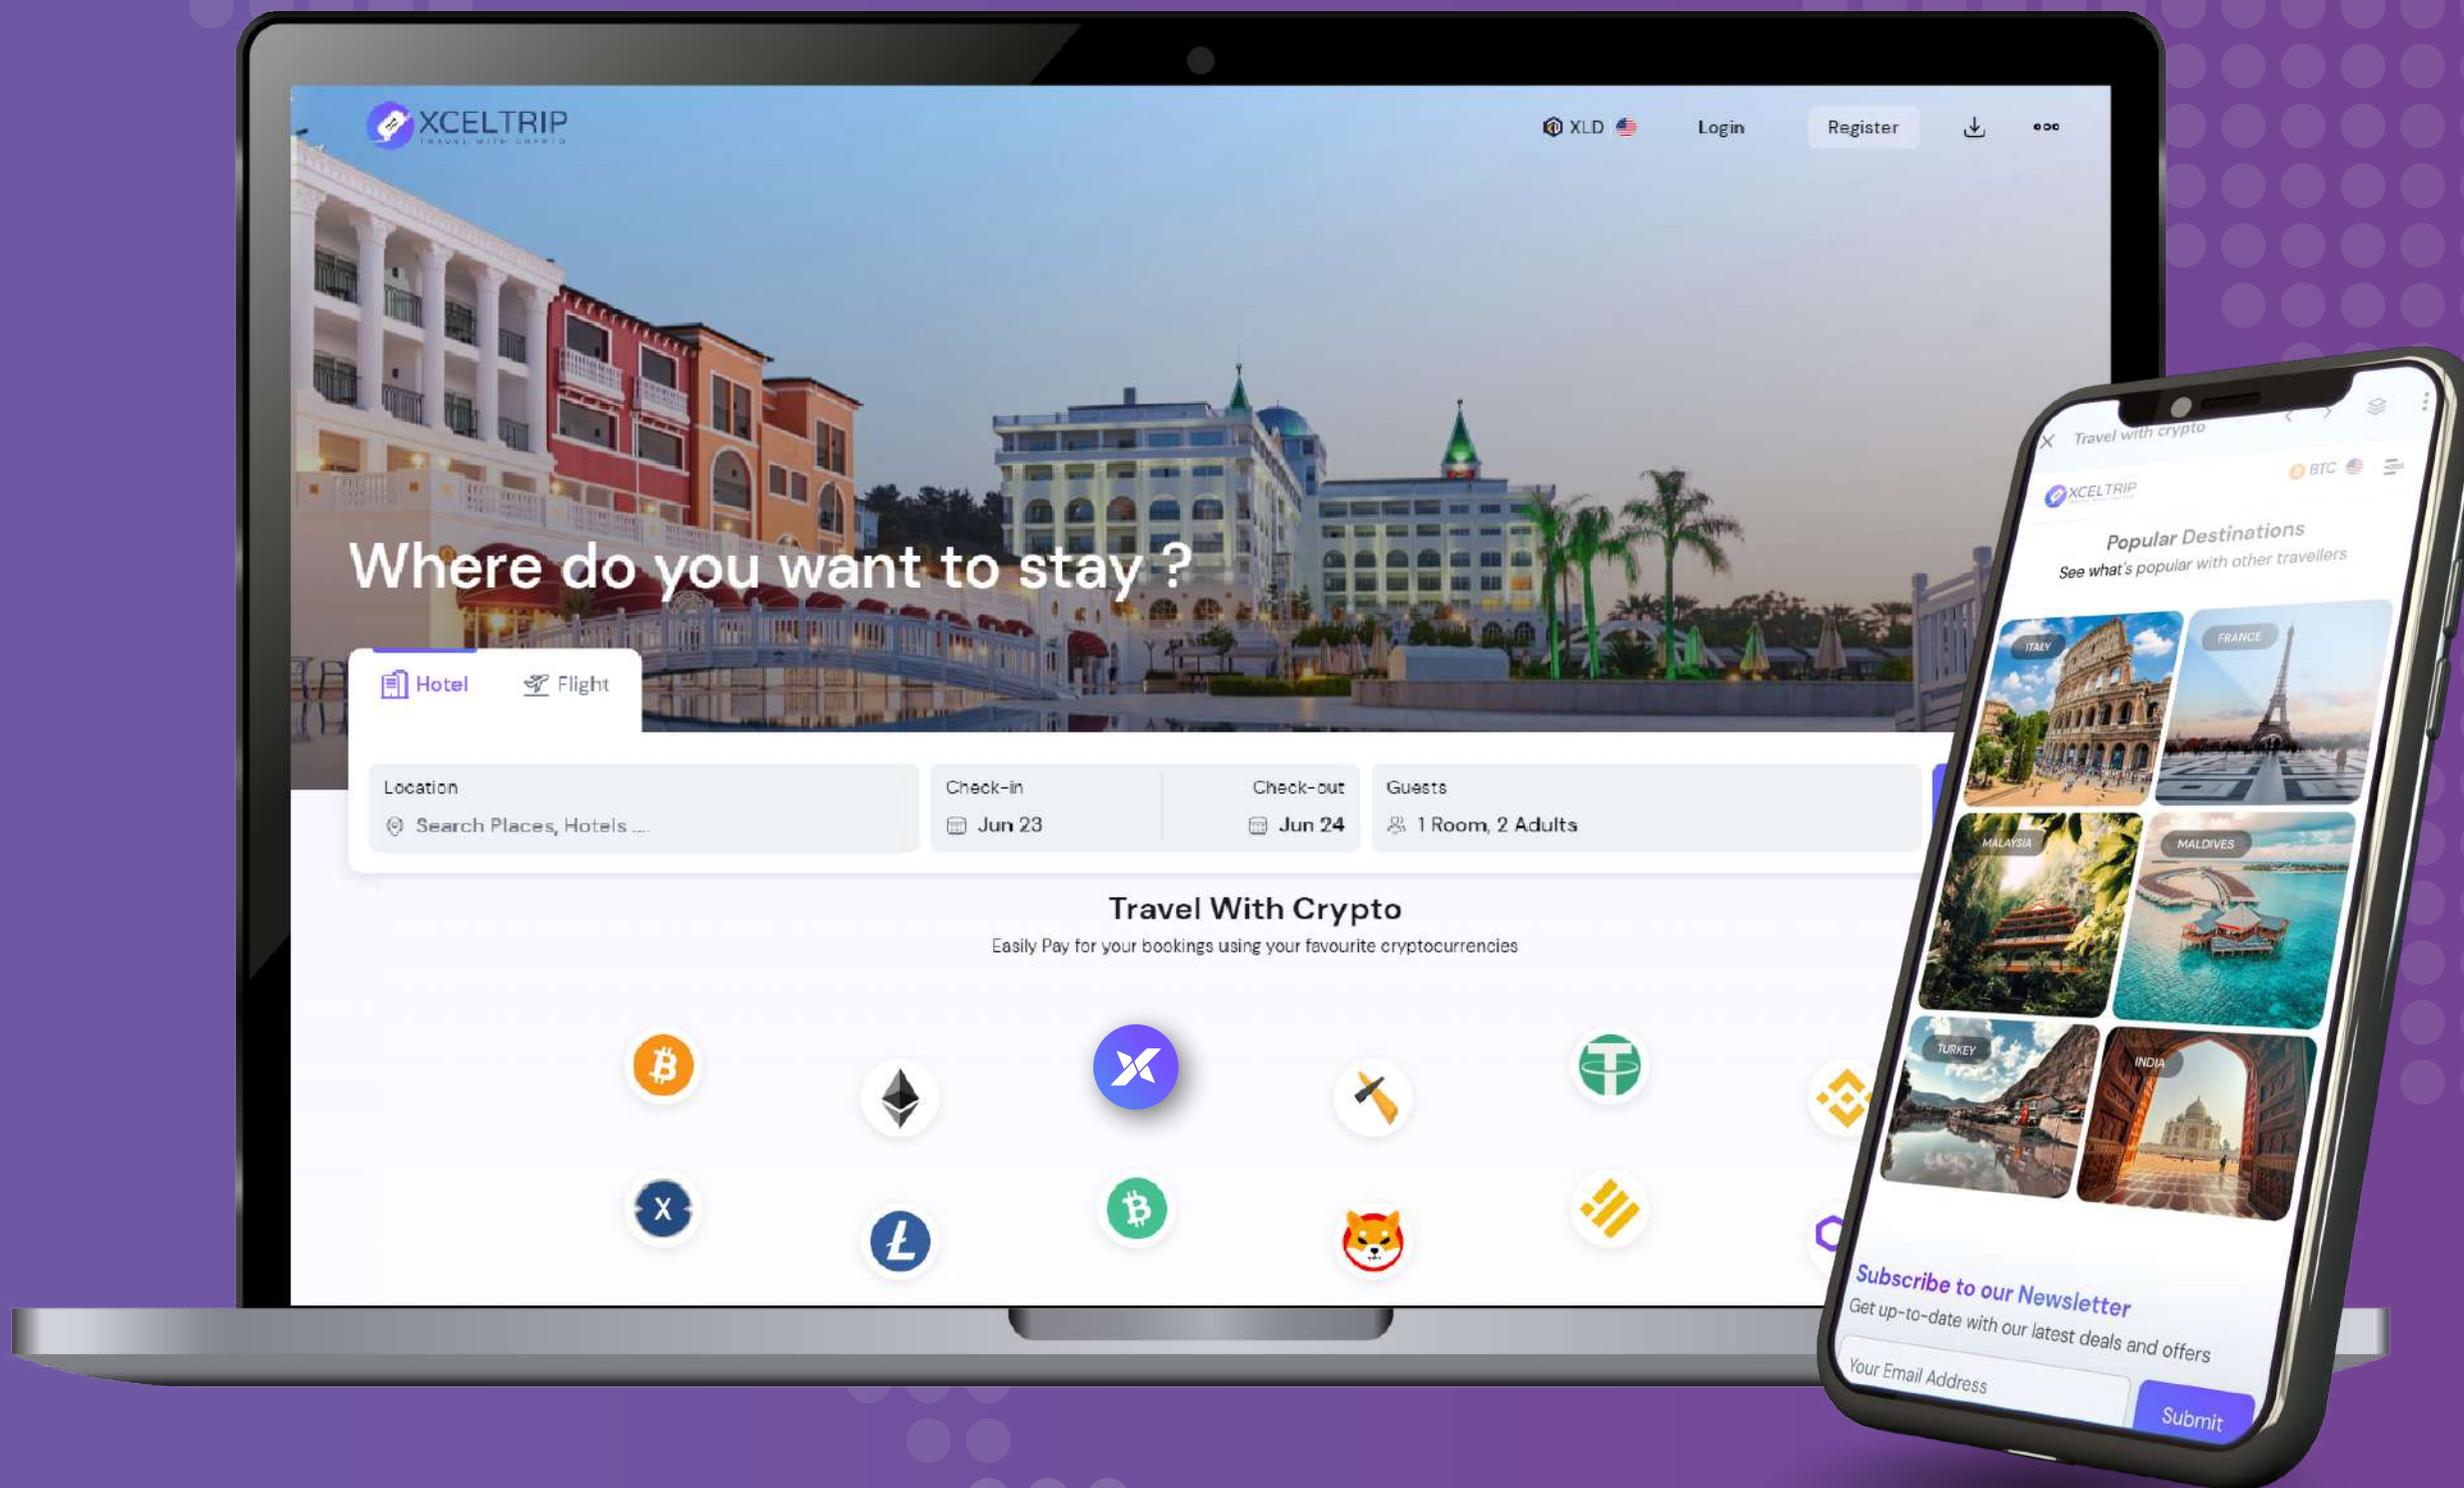 XCELTRIP
TRAVEL WITH CRYPTO
XLD
Login
Register
Where do you want to stay ?
Hotel
Flight
Location
Search Places, Hotels ....
Check-in
Jun 23
Check-out
Jun 24
Guests
1 Room, 2 Adults
Travel With Crypto
Easily Pay for your bookings using your favourite cryptocurrencies
X
Travel with crypto
XCELTRIP
BTC
Popular Destinations
See what's popular with other travellers
ITALY
FRANCE
MALAYSIA
MALDIVES
TURKEY
INDIA
Subscribe to our Newsletter
Get up-to-date with our latest deals and offers
Your Email Address
Submit